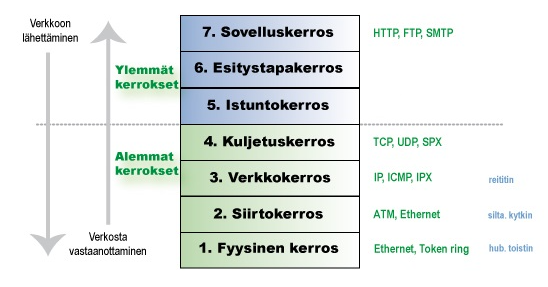 Verkkoon
lähettäminen
7. Sovelluskerros
HTTP, FTP, SMTP
Ylemmät
kerrokset
6. Esitystapakerros
5. Istuntokerros
4. Kuljetuskerros
TCP, UDP, SPX
Alemmat
kerrokset
3. Verkkokerros
IP, ICMP, IPX
reititin
2. Siirtokerros
ATM, Ethernet
silta. kytkin
Verkosta
vastaanottaminen
1. Fyysinen kerros
Ethernet, Token ring
hub. toistin